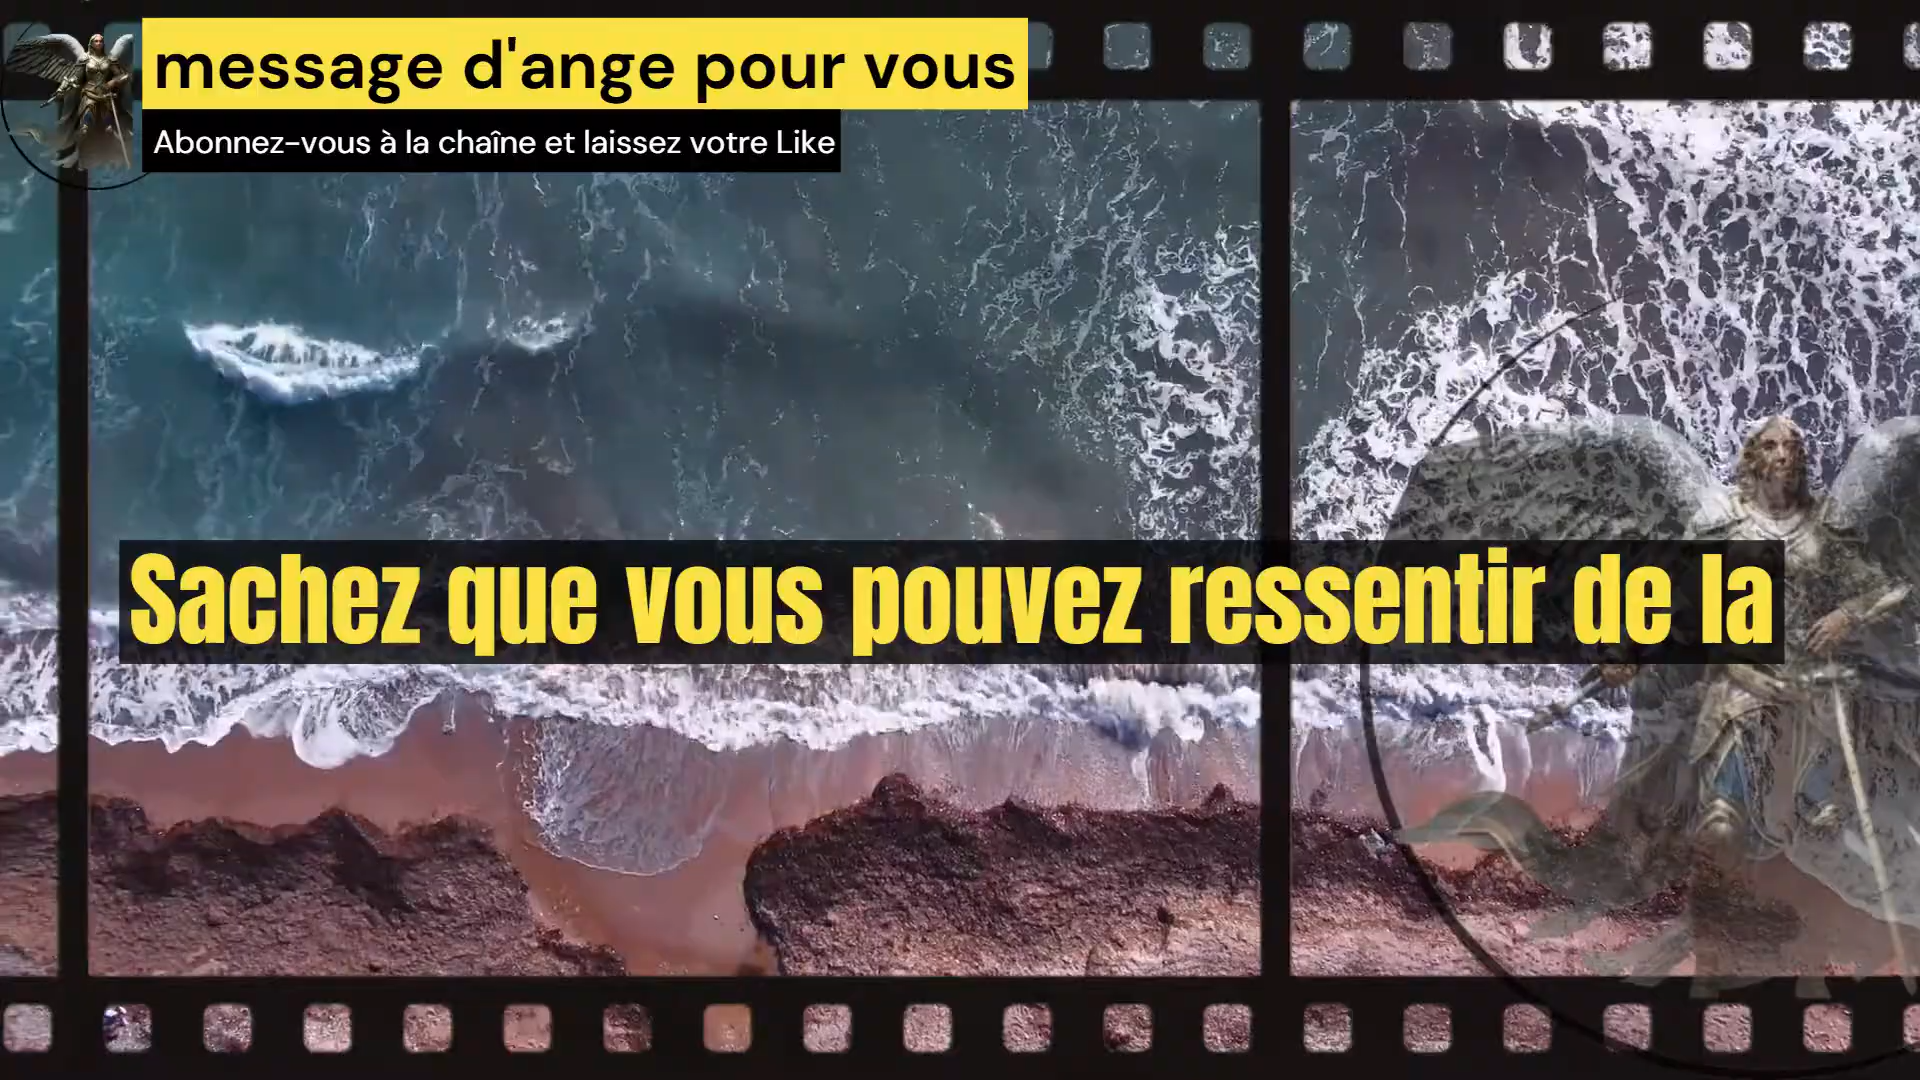 message d'ange pour vous
Abonnez-vous à la chaîne et laissez votre Like
Sachez que vous pouvez ressentir de la